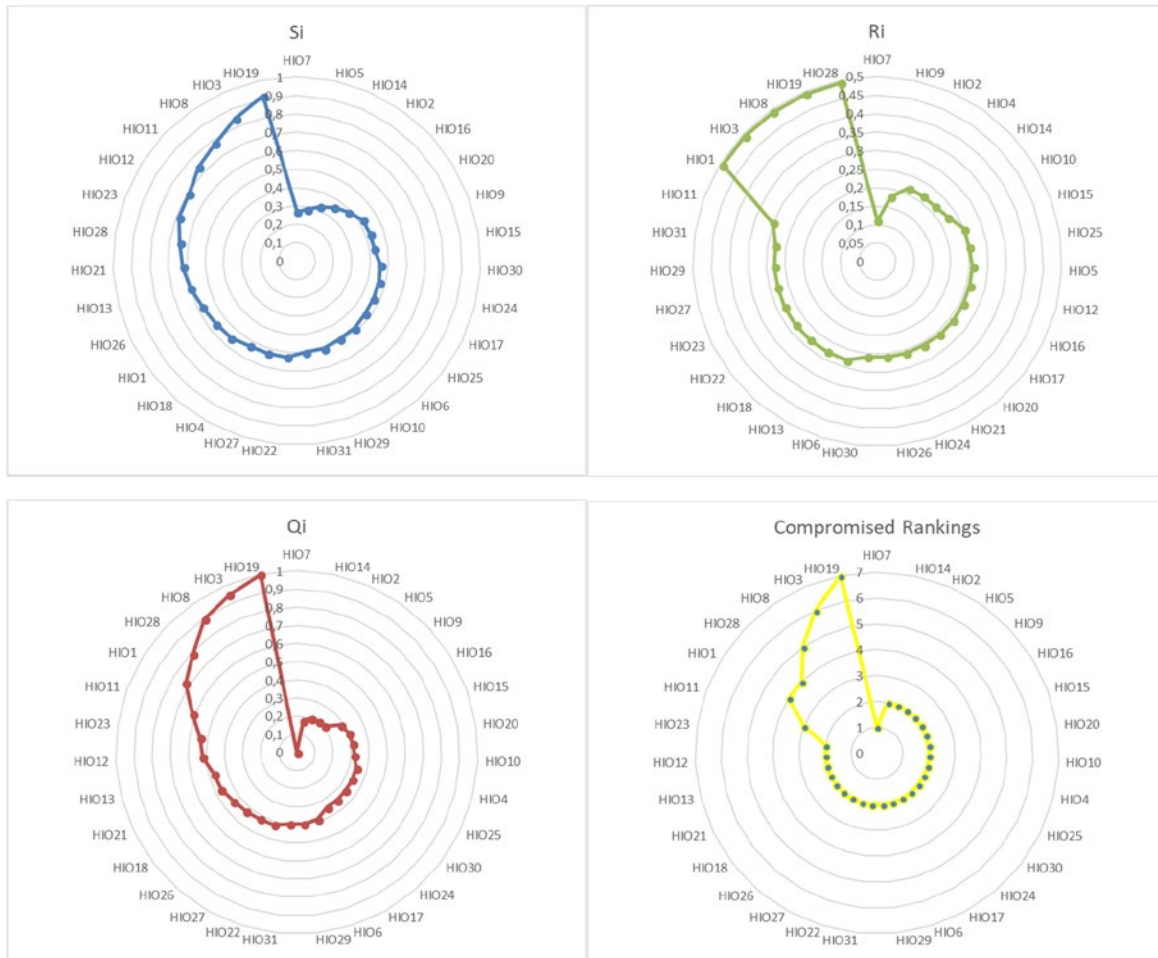 Si
HIO7
HIO5
HIO14
HIO2
HIO16
HIO20
HIO9
HIO15
HIO30
HIO24
HIO17
HIO25
HIO6
HIO10
HIO29
HIO31
HIO22
HIO27
HIO4
HIO18
HIO1
HIO26
HIO13
HIO21
HIO28
HIO23
HIO12
HIO11
HIO8
HIO3
HIO19
1
0,9
0,8
0,7
0,6
0,5
0,4
0,3
0,2
0,1
0
Ri
HIO7
HIO9
HIO2
HIO4
HIO14
HIO10
HIO15
HIO25
HIO5
HIO12
HIO16
HIO17
HIO20
HIO21
HIO24
HIO26
HIO30
HIO6
HIO13
HIO18
HIO22
HIO23
HIO27
HIO29
HIO31
HIO11
HIO1
HIO3
HIO8
HIO19
HIO28
0,5
0,45
0,4
0,35
0,3
0,25
0,2
0,15
0,1
0,05
0
Qi
HIO7
HIO14
HIO2
HIO5
HIO9
HIO16
HIO15
HIO20
HIO10
HIO4
HIO25
HIO30
HIO24
HIO17
HIO6
HIO29
HIO31
HIO22
HIO27
HIO26
HIO18
HIO21
HIO13
HIO12
HIO23
HIO11
HIO1
HIO28
HIO8
HIO3
HIO19
1
0,9
0,8
0,7
0,6
0,5
0,4
0,3
0,2
0,1
0
Compromised Rankings
HIO7
HIO14
HIO2
HIO5
HIO9
HIO16
HIO15
HIO20
HIO10
HIO4
HIO25
HIO30
HIO24
HIO17
HIO6
HIO29
HIO31
HIO22
HIO27
HIO26
HIO18
HIO21
HIO13
HIO12
HIO23
HIO11
HIO1
HIO28
HIO8
HIO3
HIO19
7
6
5
4
3
2
1
0